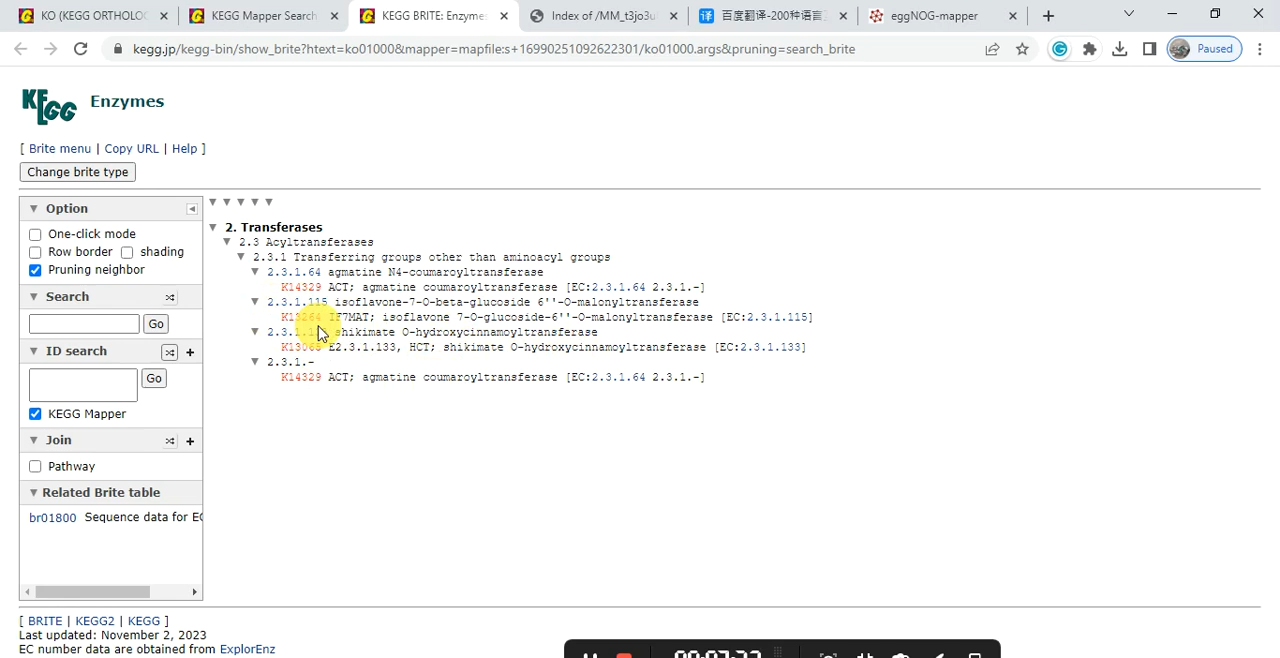 KO (KEGG ORTHOLOG
KEGG Mapper Search
KEGG BRITE: Enzymes
Index of /MM_t3jo3u
百度翻译-200种语言
eggNOG-mapper
kegg.jp/kegg-bin/show_brite?htext=ko01000&mapper=mapfile:s+16990251092622301/ko01000.args&pruning=search_brite
Paused
KEGG
Enzymes
[ Brite menu | Copy URL | Help ]
Change brite type
Option
One-click mode
Row border shading
Pruning neighbor
Search
Go
ID search
Go
KEGG Mapper
Join
Pathway
Related Brite table
br01800 Sequence data for EC
2. Transferases
2.3 Acyltransferases
2.3.1 Transferring groups other than aminoacyl groups
2.3.1.64 agmatine N4-coumaroyltransferase
K14329 ACT; agmatine coumaroyltransferase [EC:2.3.1.64 2.3.1.-]
2.3.1.115 isoflavone-7-O-beta-glucoside 6''-O-malonyltransferase
IF7MAT; isoflavone 7-O-glucoside-6''-O-malonyltransferase [EC:2.3.1.115]
shikimate O-hydroxycinnamoyltransferase
E2.3.1.133, HCT; shikimate O-hydroxycinnamoyltransferase [EC:2.3.1.133]
2.3.1.-
K14329 ACT; agmatine coumaroyltransferase [EC:2.3.1.64 2.3.1.-]
[ BRITE | KEGG2 | KEGG ]
Last updated: November 2, 2023
EC number data are obtained from ExplorEnz